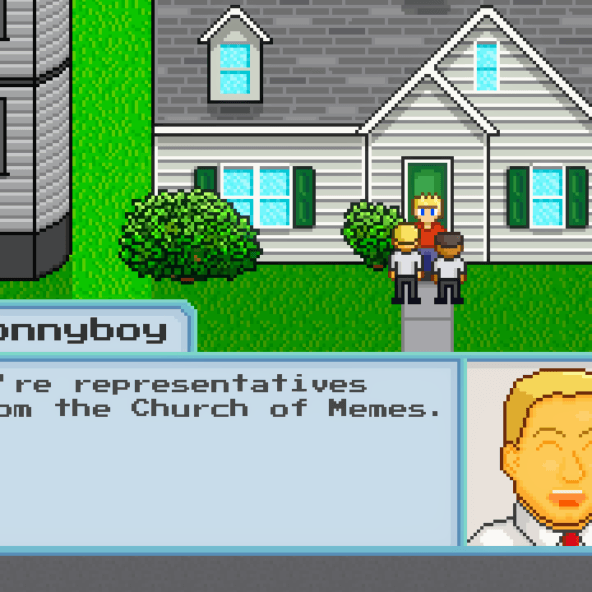 onnyboy
're representatives
om the Church of Memes.